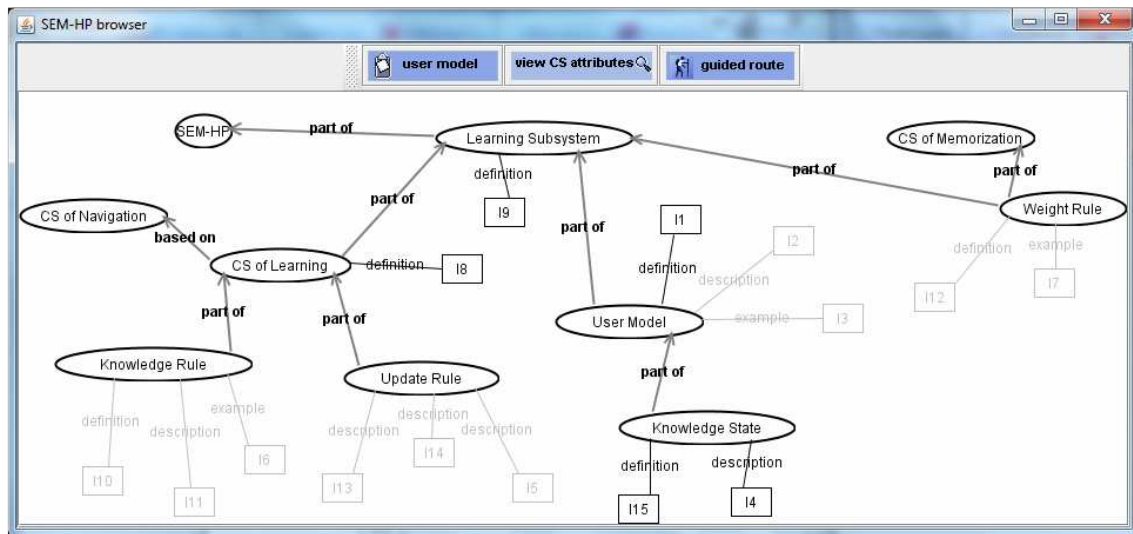 SEM-HP browser
user model
view CS attributes
guided route
SEM-HP
part of
Learning Subsystem
CS of Memorization
definition
part of
part of
part of
CS of Navigation
I9
I1
Weight Rule
based on
part of
I2
definition
example
CS of Learning
definition
I8
definition
description
I12
I7
part of
part of
User Model
example
I3
Knowledge Rule
Update Rule
part of
definition
description
example
description
description
description
Knowledge State
I6
I14
definition
description
I10
I11
I13
I5
I15
I4